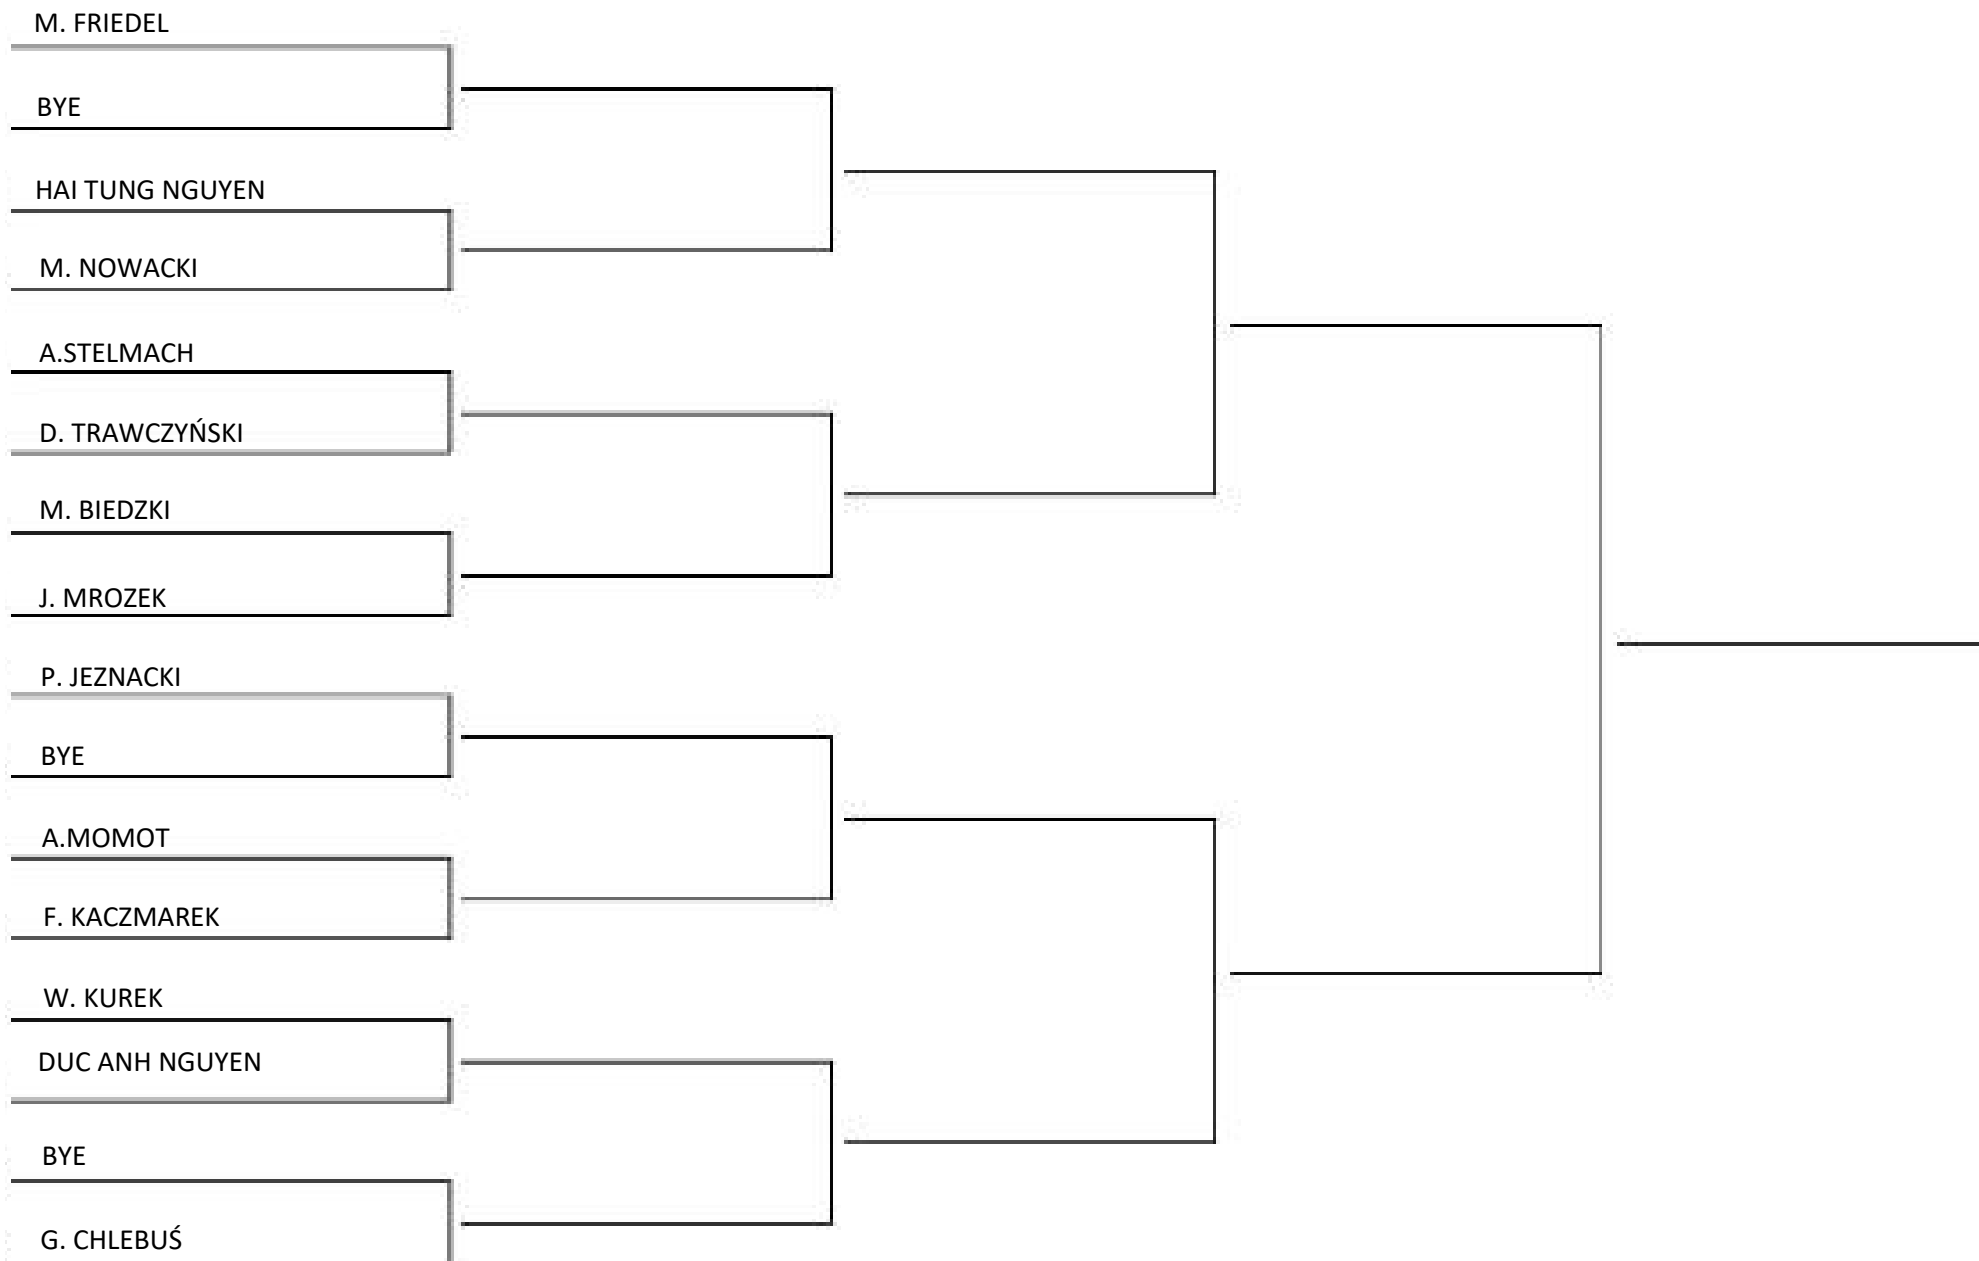 M. FRIEDEL
BYE
HAI TUNG NGUYEN
M. NOWACKI
A.STELMACH
D. TRAWCZYŃSKI
M. BIEDZKI
J. MROZEK
P. JEZNACKI
BYE
A.MOMOT
F. KACZMAREK
W. KUREK
DUC ANH NGUYEN
BYE
G. CHLEBUŚ